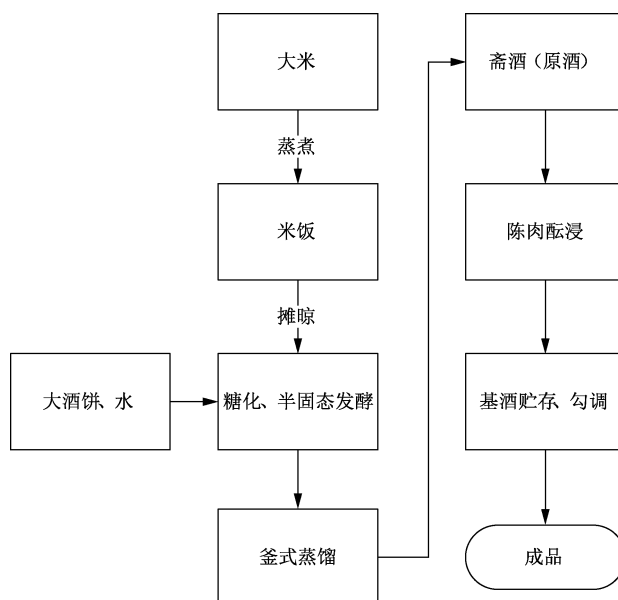 大米
蒸煮
米饭
摊晾
大酒饼、水
糖化、半固态发酵
釜式蒸馏
斋酒（原酒）
陈肉酝浸
基酒贮存、勾调
成品